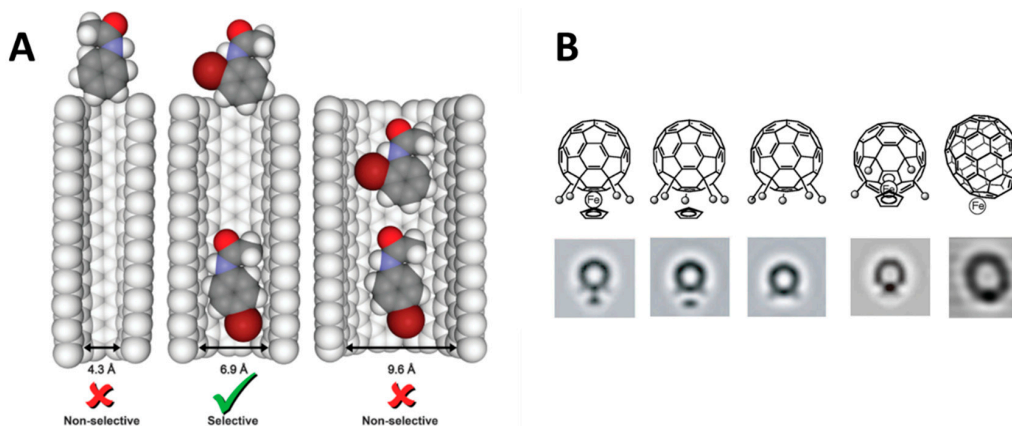 A
B
4.3 Å
6.9 Å
9.6 Å
Non-selective
Selective
Non-selective
Fe
Fe
Fe